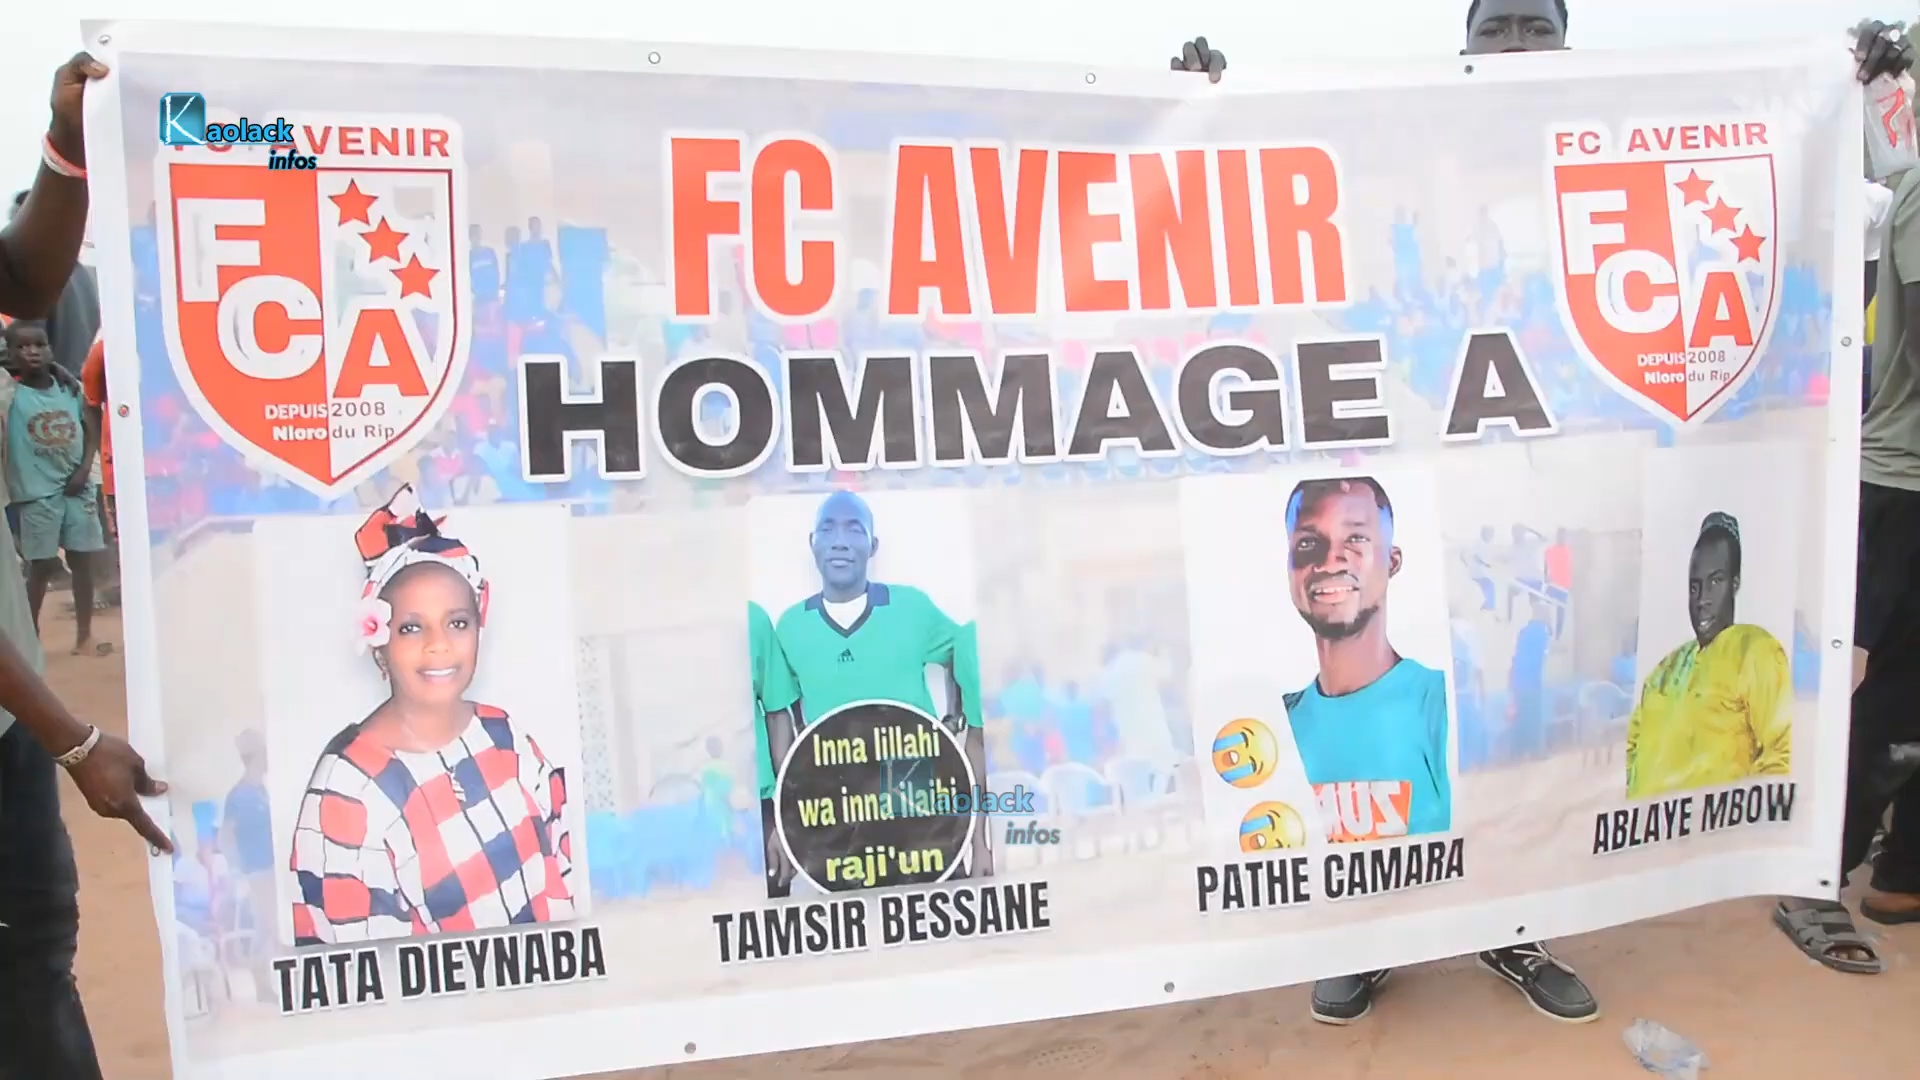 Kaolack
infos
FC AVENIR
FC AVENIR
FC AVENIR
FCA
FCA
HOMMAGE A
DEPUIS 2008
Nioro du Rip
DEPUIS 2008
Nioro du Rip
Inna lillahi
wa inna ilaihi
raji'un
Kaolack
infos
TATA DIEYNABA
TAMSIR BESSANE
PATHE CAMARA
ABLAYE MBOW